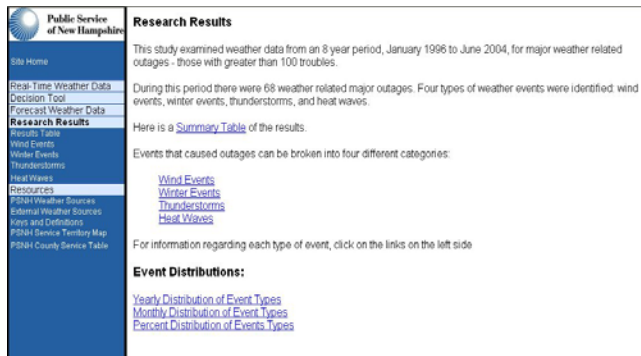 Public Service
of New Hampshire
Site Home
Real-Time Weather Data
Decision Tool
Forecast Weather Data
Research Results
Results Table
Wind Events
Winter Events
Thunderstorms
Heat Waves
Resources
PSNH Weather Sources
External Weather Sources
Keys and Definitions
PSNH Service Territory Map
PSNH County Service Table
Research Results
This study examined weather data from an 8 year period, January 1996 to June 2004, for major weather related
outages - those with greater than 100 troubles.
During this period there were 68 weather related major outages. Four types of weather events were identified: wind
events, winter events, thunderstorms, and heat waves.
Here is a Summary Table of the results.
Events that caused outages can be broken into four different categories:
Wind Events
Winter Events
Thunderstorms
Heat Waves
For information regarding each type of event, click on the links on the left side
Event Distributions:
Yearly Distribution of Event Types
Monthly Distribution of Event Types
Percent Distribution of Events Types